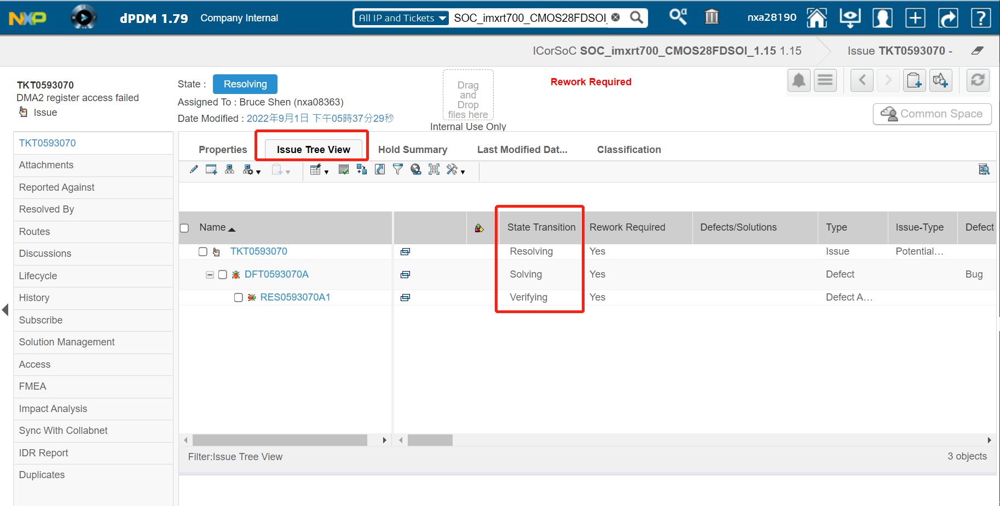 NXP dPDM 1.79 Company Internal All IP and Tickets SOC_imxrt700_CMOS28FDSOI_ nxa28190
ICorSoC SOC_imxrt700_CMOS28FDSOI_1.15 1.15 Issue TKT0593070 -
TKT0593070
DMA2 register access failed
Issue
State : Resolving
Assigned To : Bruce Shen (nxa08363)
Date Modified : 2022年9月1日 下午05時37分29秒
Drag
and
Drop
files here
Internal Use Only
Rework Required
Common Space
TKT0593070
Attachments
Reported Against
Resolved By
Routes
Discussions
Lifecycle
History
Subscribe
Solution Management
Access
FMEA
Impact Analysis
Sync With Collabnet
IDR Report
Duplicates
Properties Issue Tree View Hold Summary Last Modified Dat... Classification
Name State Transition Rework Required Defects/Solutions Type Issue-Type Defect
TKT0593070 Resolving Yes Issue Potential...
DFT0593070A Solving Yes Defect Bug
RES0593070A1 Verifying Yes Defect A...
Filter:Issue Tree View 3 objects